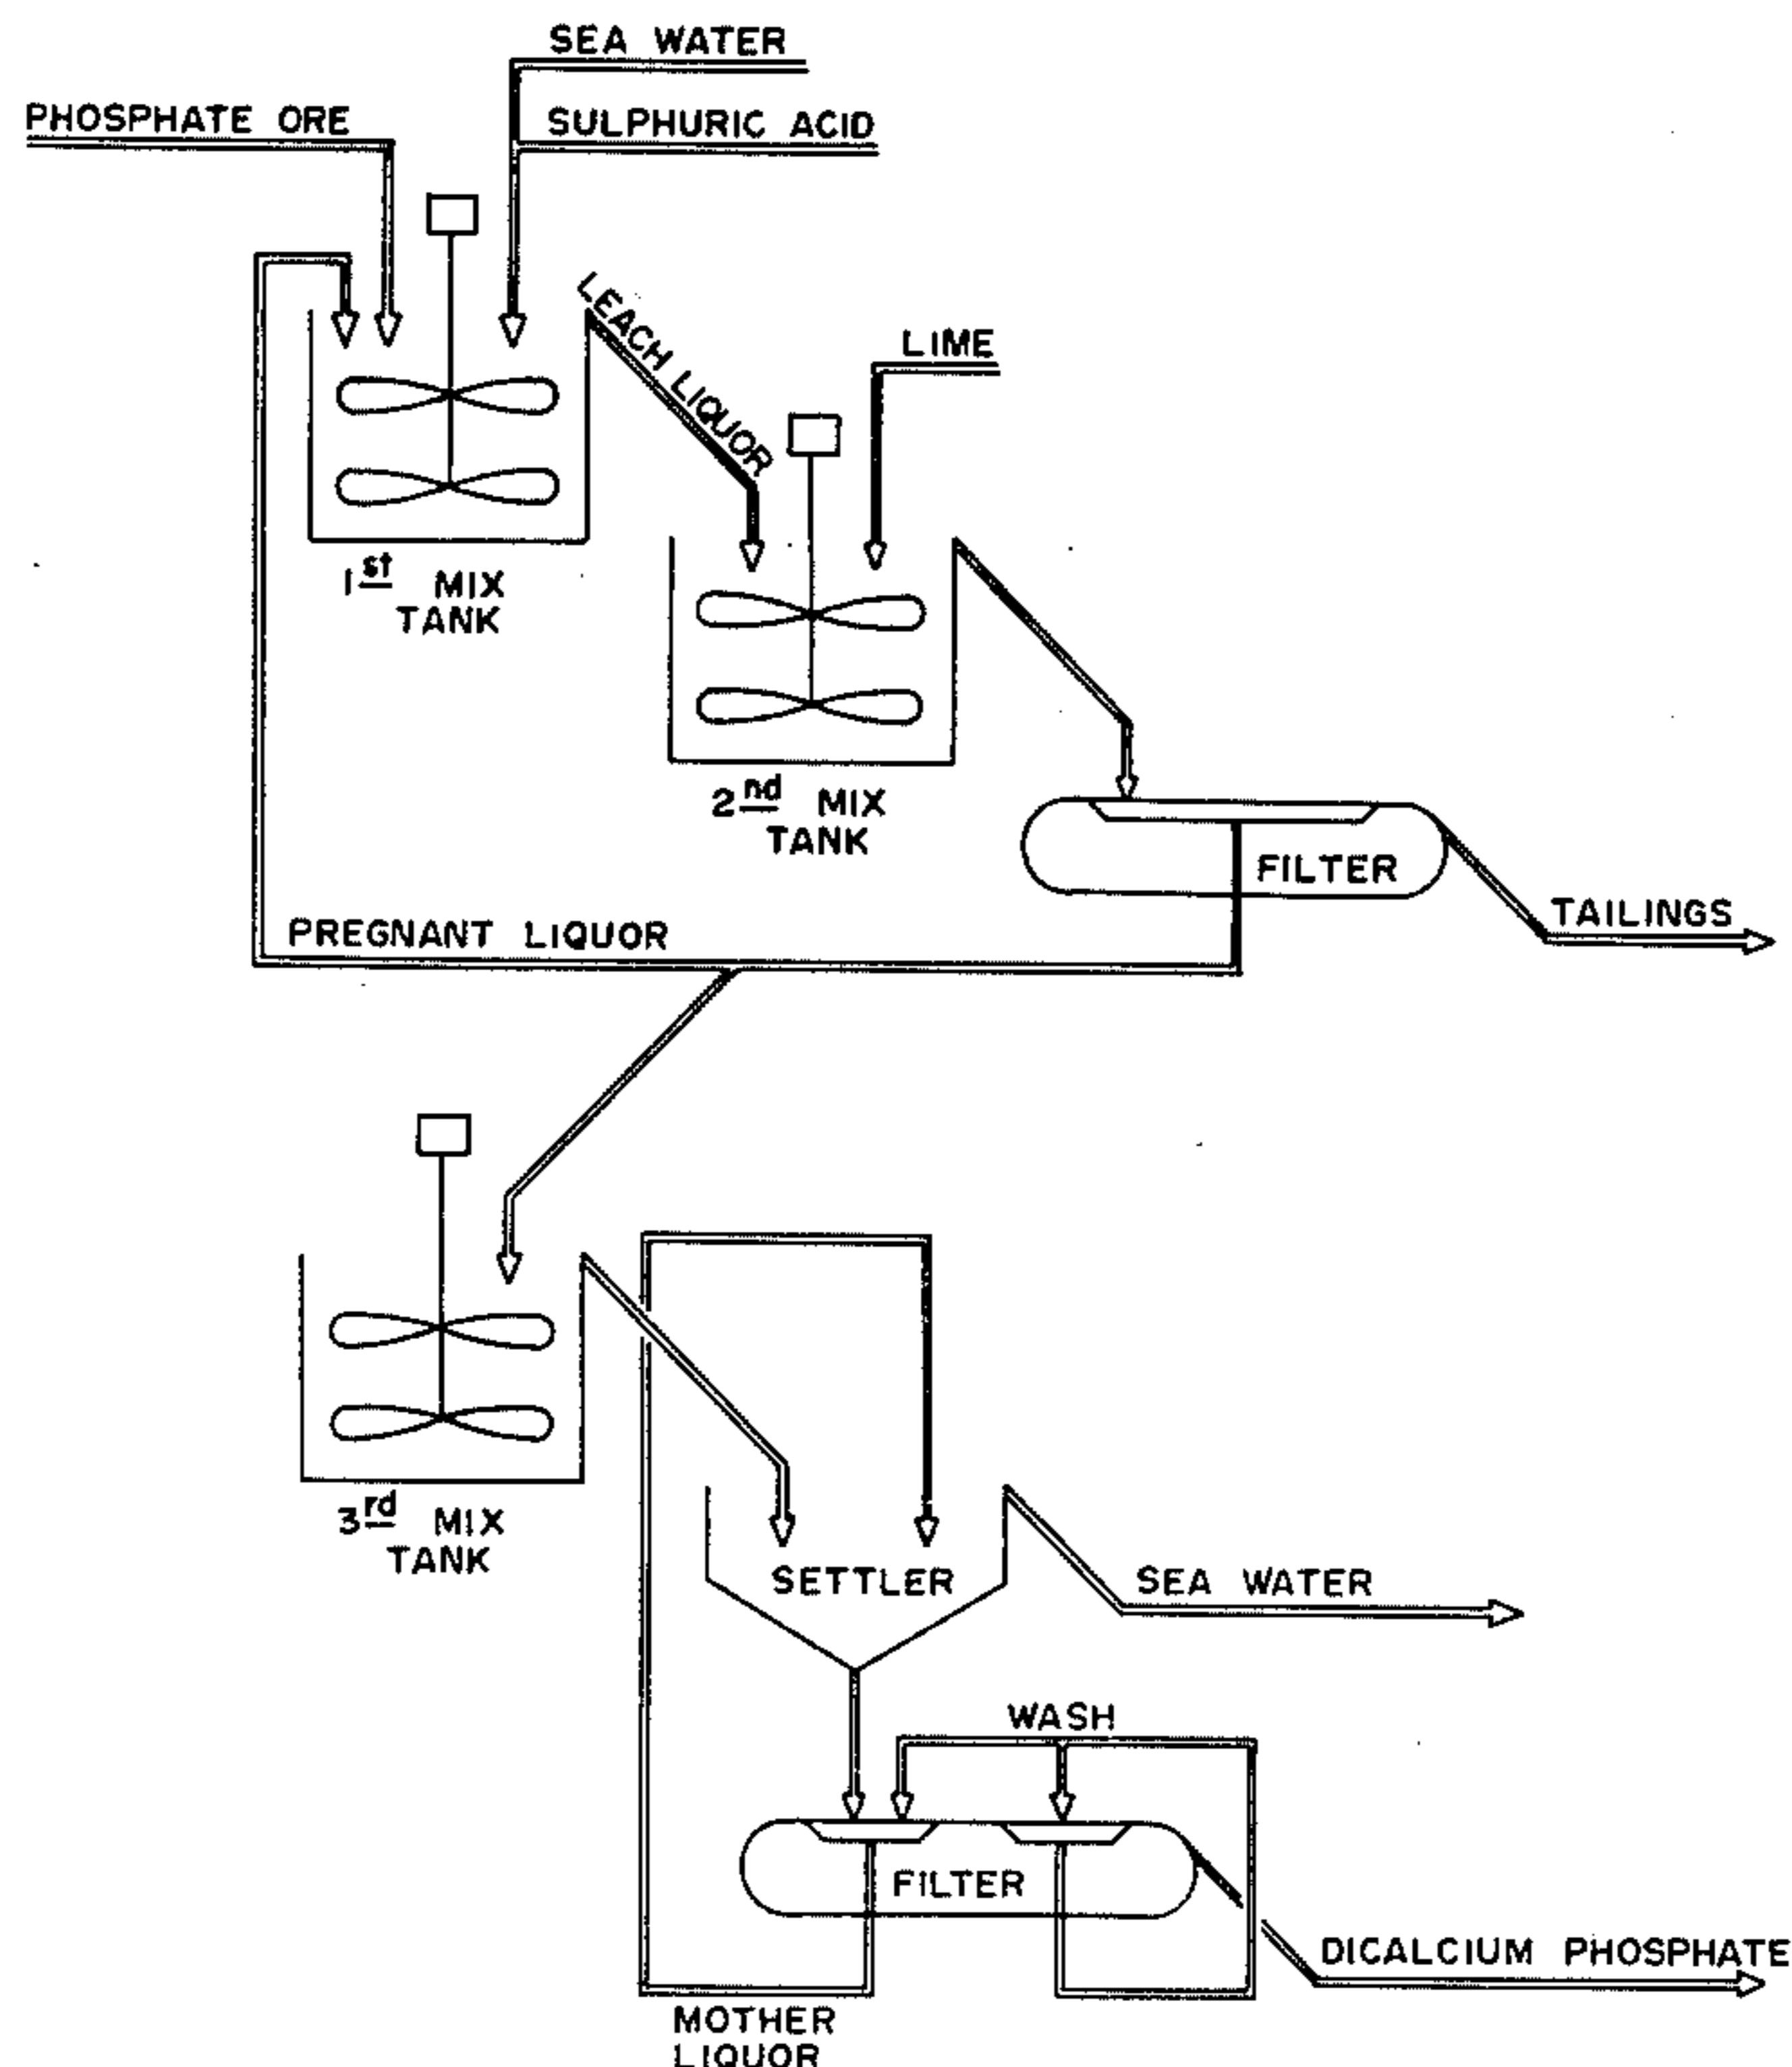 SEA WATER
PHOSPHATE ORE
SULPHURIC ACID
LEACH LIQUOR
LIME
1st MIX
TANK
2nd MIX
TANK
FILTER
TAILINGS
PREGNANT LIQUOR
3rd MIX
TANK
SETTLER
SEA WATER
WASH
FILTER
DICALCIUM PHOSPHATE
MOTHER
LIQUOR